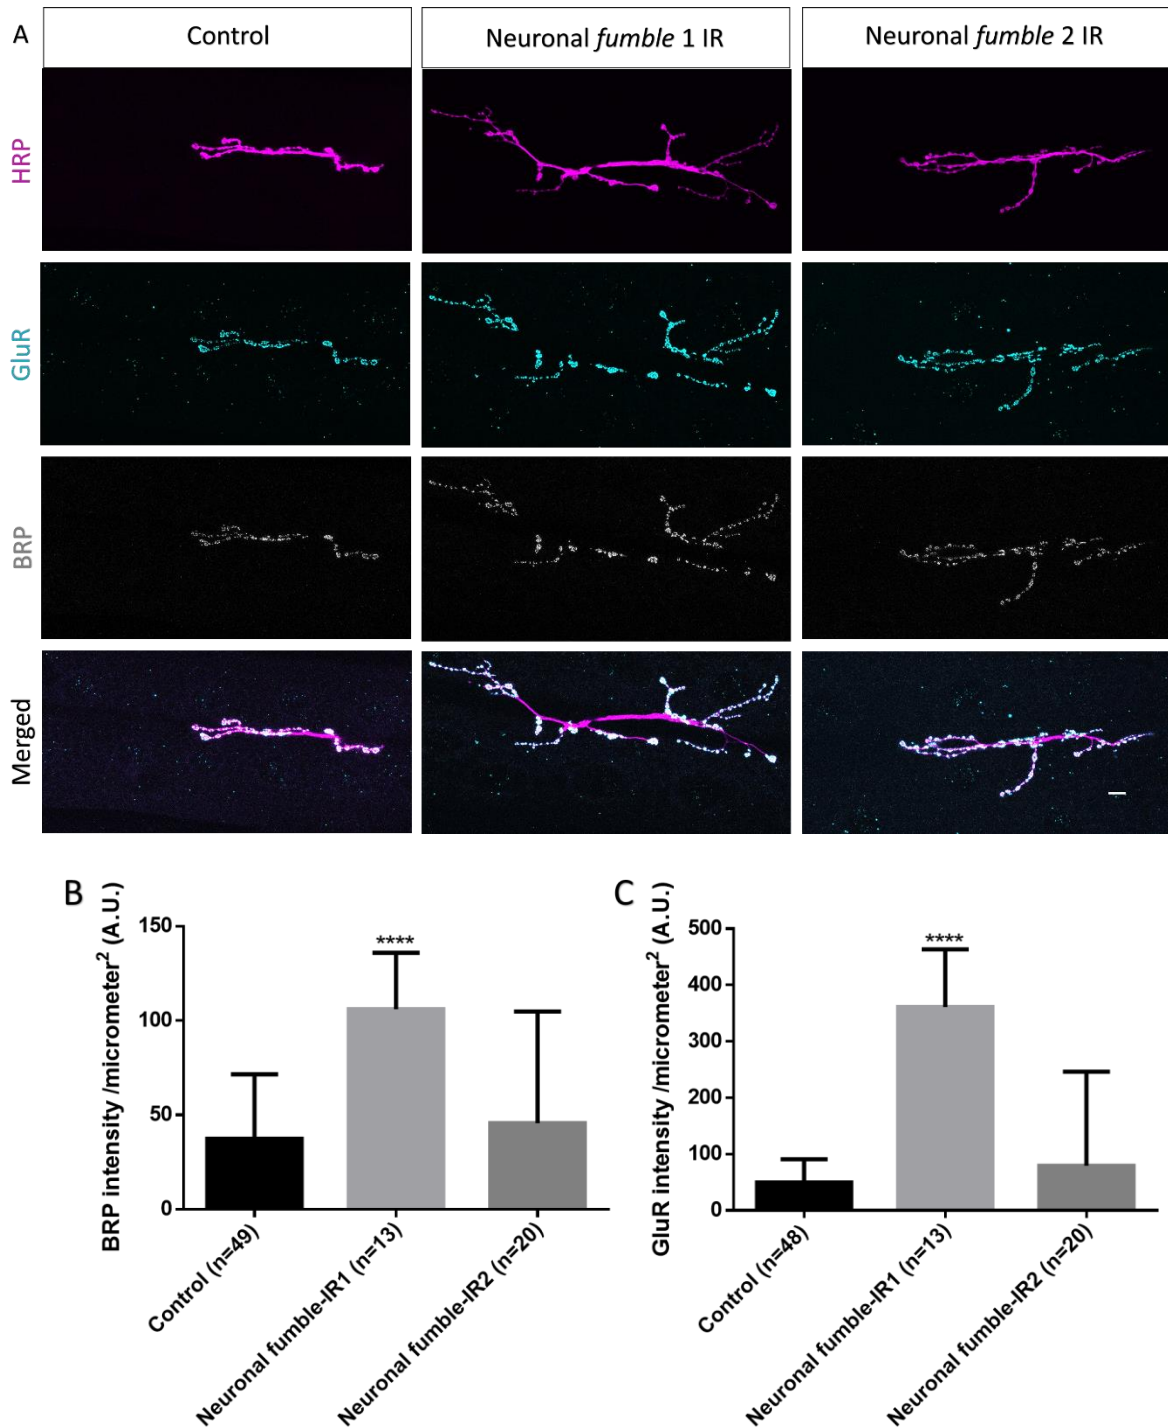 A
Control
Neuronal fumble 1 IR
Neuronal fumble 2 IR
HRP
GluR
BRP
Merged
B
BRP intensity /micrometer² (A.U.)
150
100
50
0
****
Control (n=49)
Neuronal fumble-IR1 (n=13)
Neuronal fumble-IR2 (n=20)
C
GluR intensity /micrometer² (A.U.)
500
400
300
200
100
0
****
Control (n=48)
Neuronal fumble-IR1 (n=13)
Neuronal fumble-IR2 (n=20)